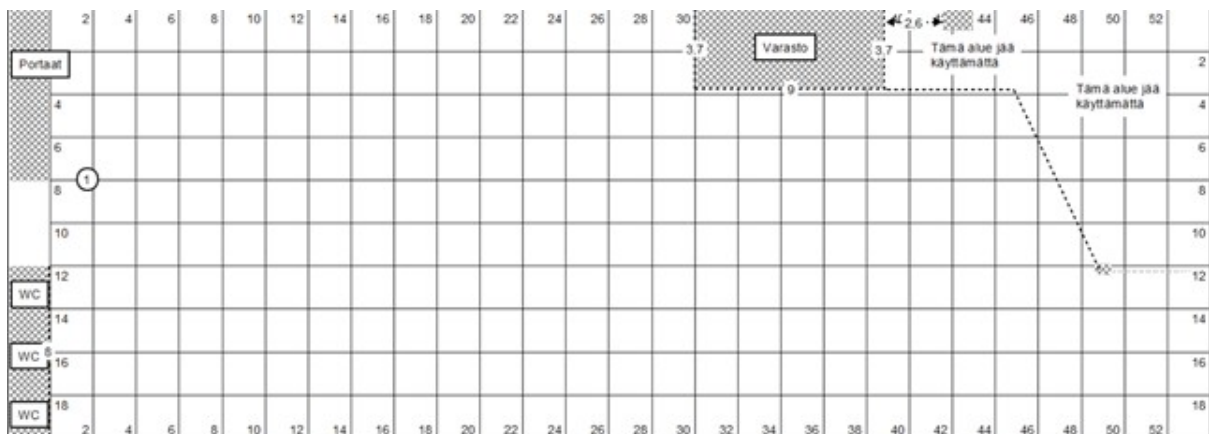 2 4 6 8 10 12 14 16 18 20 22 24 26 28 30 2,6 44 46 48 50 52
3,7 Varasto 3,7
Tämä alue jää
käyttämättä
Portaat
2
9
Tämä alue jää
käyttämättä
4 4
6 6
1
8 8
10 10
12 12
WC
14 14
WC 8
16 16
WC
18 18
2 4 6 8 10 12 14 16 18 20 22 24 26 28 30 32 34 36 38 40 42 44 46 48 50 52